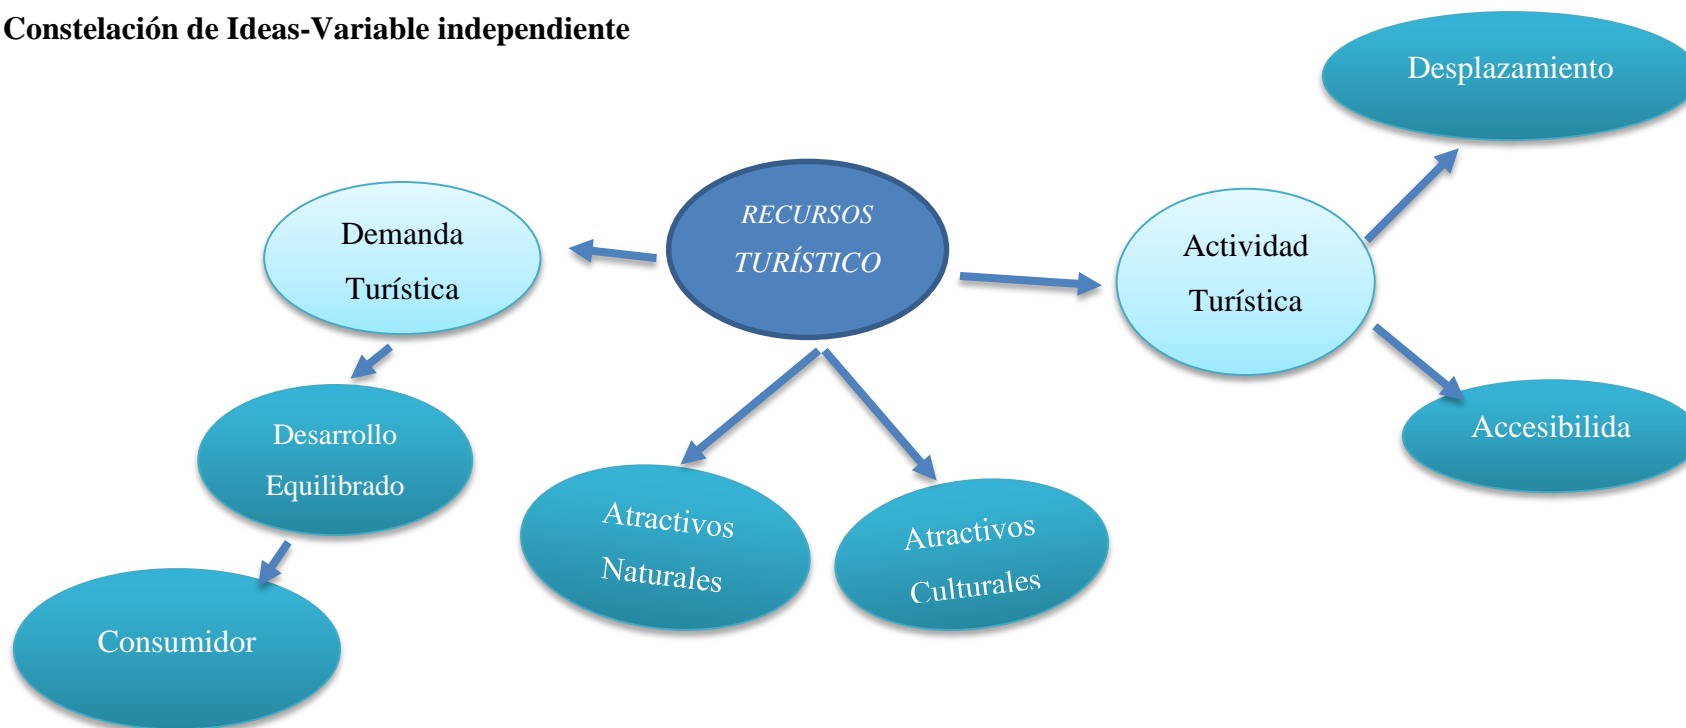 Constelación de Ideas-Variable independiente
Desplazamiento
RECURSOS
TURÍSTICO
Demanda
Turística
Actividad
Turística
Desarrollo
Equilibrado
Accesibilida
Atractivos
Naturales
Atractivos
Culturales
Consumidor